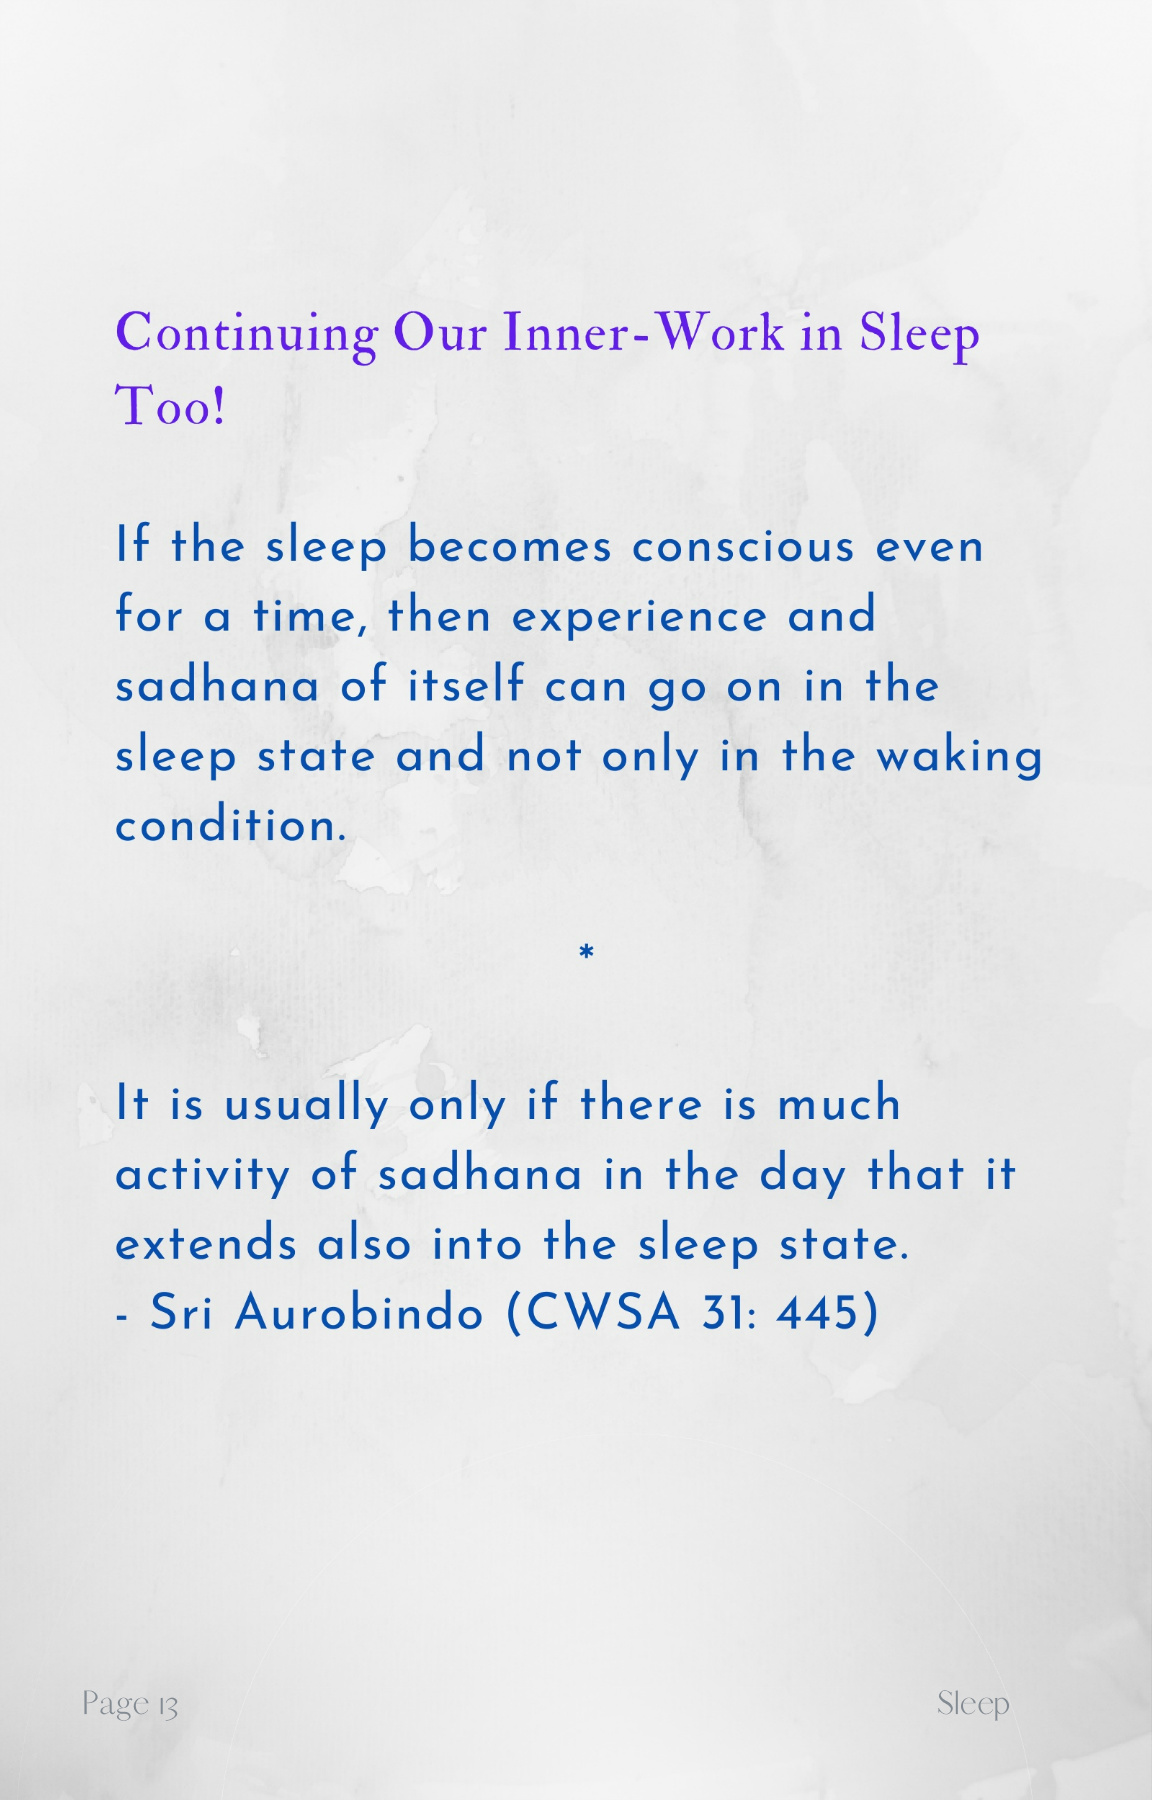 Continuing Our Inner-Work in Sleep
Too!
If the sleep becomes conscious even
for a time, then experience and
sadhana of itself can go on in the
sleep state and not only in the waking
condition.
*
It is usually only if there is much
activity of sadhana in the day that it
extends also into the sleep state.
- Sri Aurobindo (CWSA 31: 445)
Page 13
Sleep